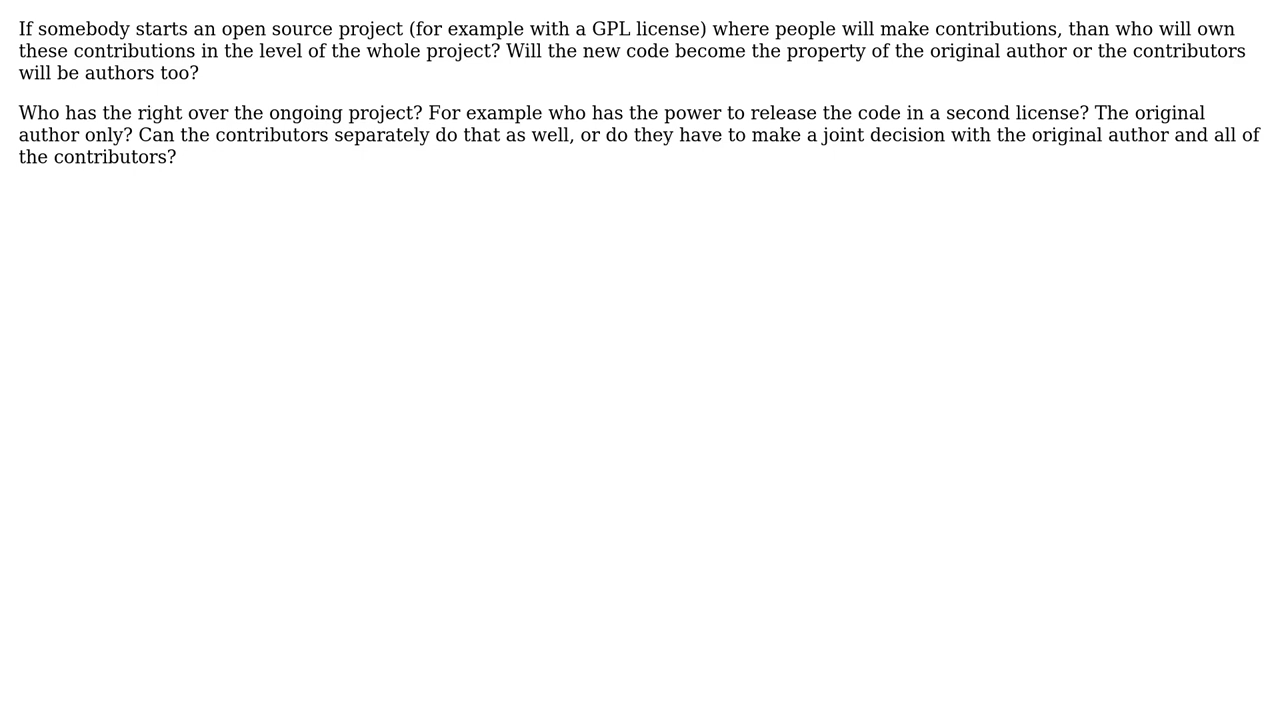 If somebody starts an open source project (for example with a GPL license) where people will make contributions, than who will own
these contributions in the level of the whole project? Will the new code become the property of the original author or the contributors
will be authors too?
Who has the right over the ongoing project? For example who has the power to release the code in a second license? The original
author only? Can the contributors separately do that as well, or do they have to make a joint decision with the original author and all of
the contributors?